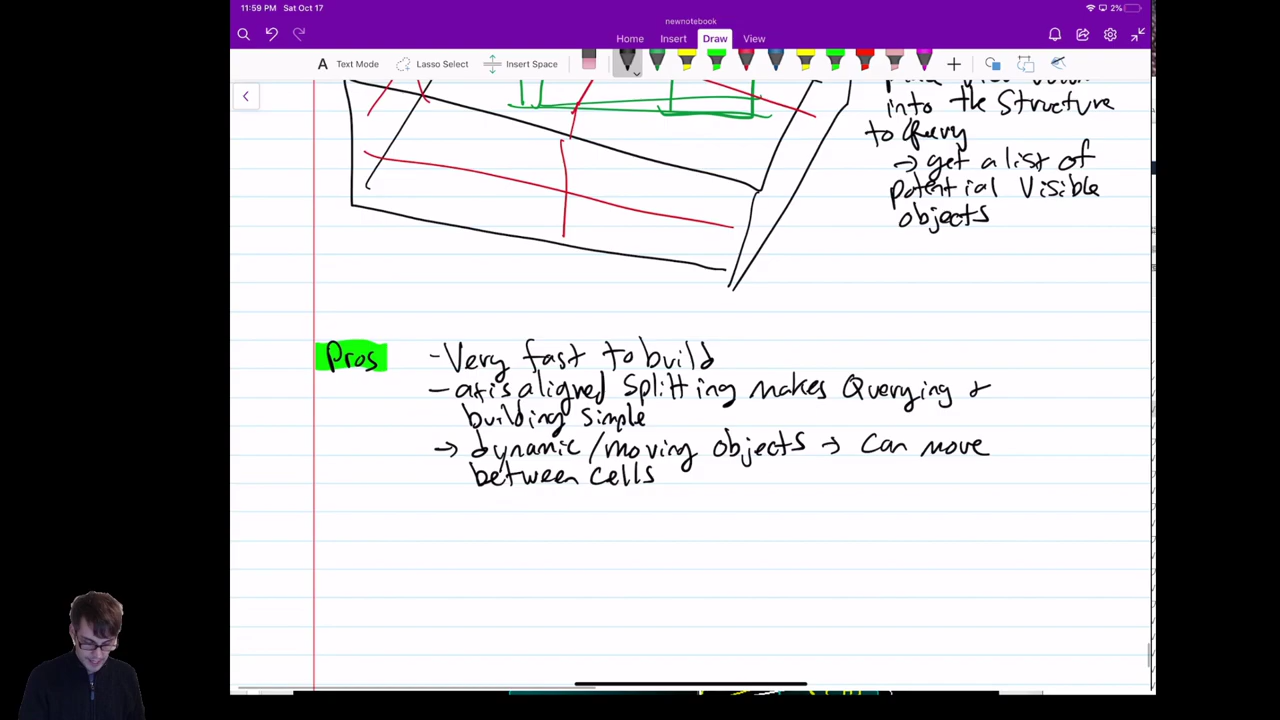 11:59 PM Sat Oct 17
2%
newnotebook
Home Insert Draw View
A Text Mode Lasso Select Insert Space
into the Structure
to Query
→ get a list of
potential Visible
objects
Pros
- Very fast to build
- axis aligned Splitting makes Querying +
building simple
→ dynamic/moving objects → Can move
between cells